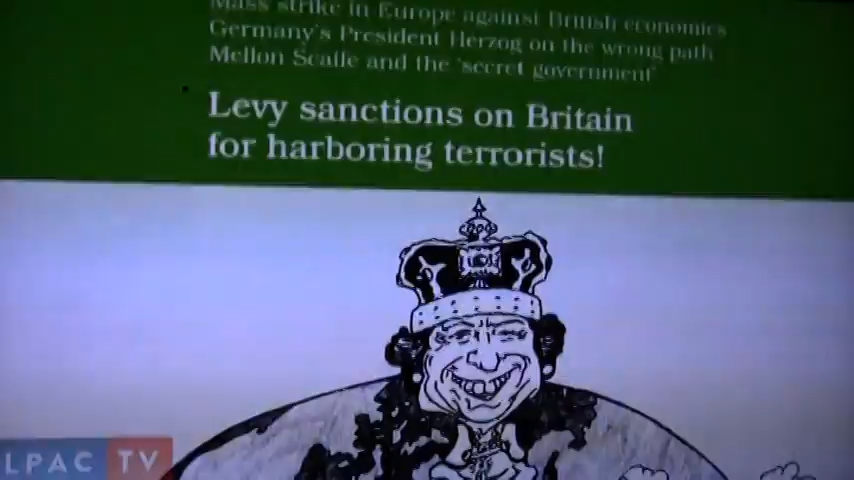 Mass strike in Europe against British economics
Germany's President Herzog on the wrong path
Mellon Scaife and the 'secret government'
Levy sanctions on Britain
for harboring terrorists!
LPAC TV